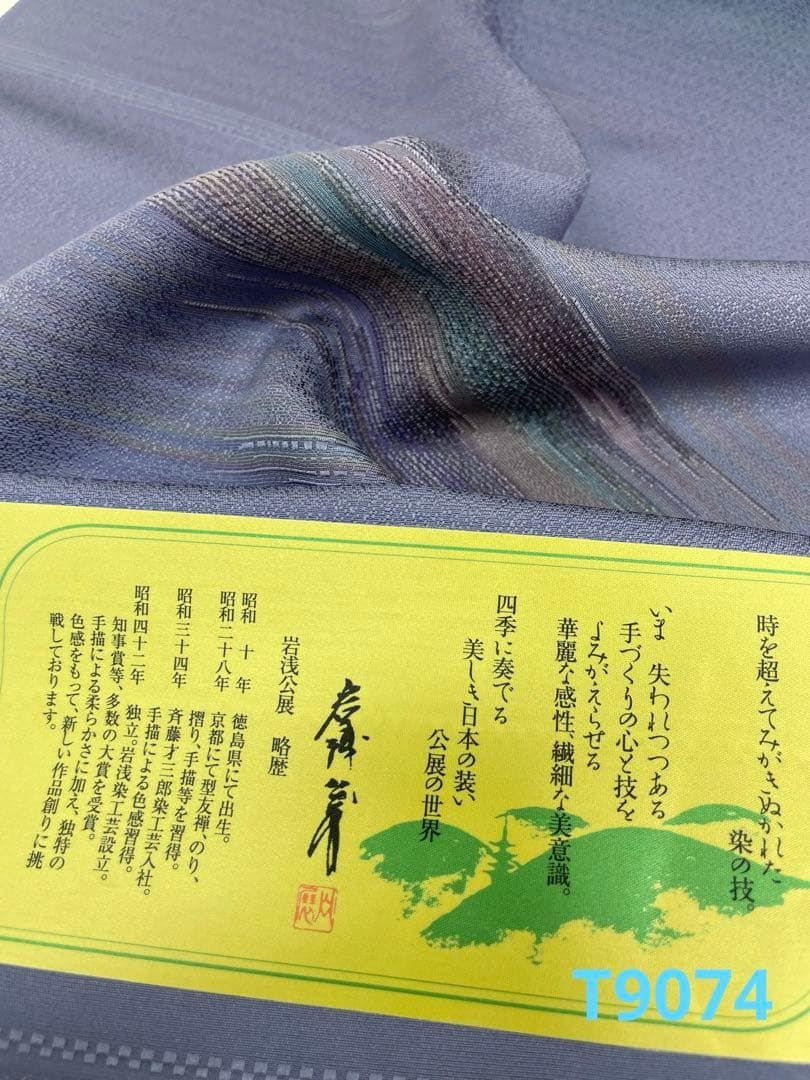 時を超えてみがきぬかれた
染の技。
いま 失われつつある
手づくりの心と技を
よみがえらせる
華麗な感性、繊細な美意識。
四季に奏でる
美しき日本の装い
公展の世界
岩浅公展 略歴
昭和 十 年 徳島県にて出生。
昭和二十八年 京都にて型友禅、のり、
摺り、手描等を習得。
昭和三十四年 斉藤才三郎染工芸入社。
手描による色感習得。
昭和四十二年 独立。岩浅染工芸設立。
知事賞等、多数の大賞を受賞。
手描による柔らかさに加え、独特の
色感をもって、新しい作品創りに挑
戦しております。
T9074